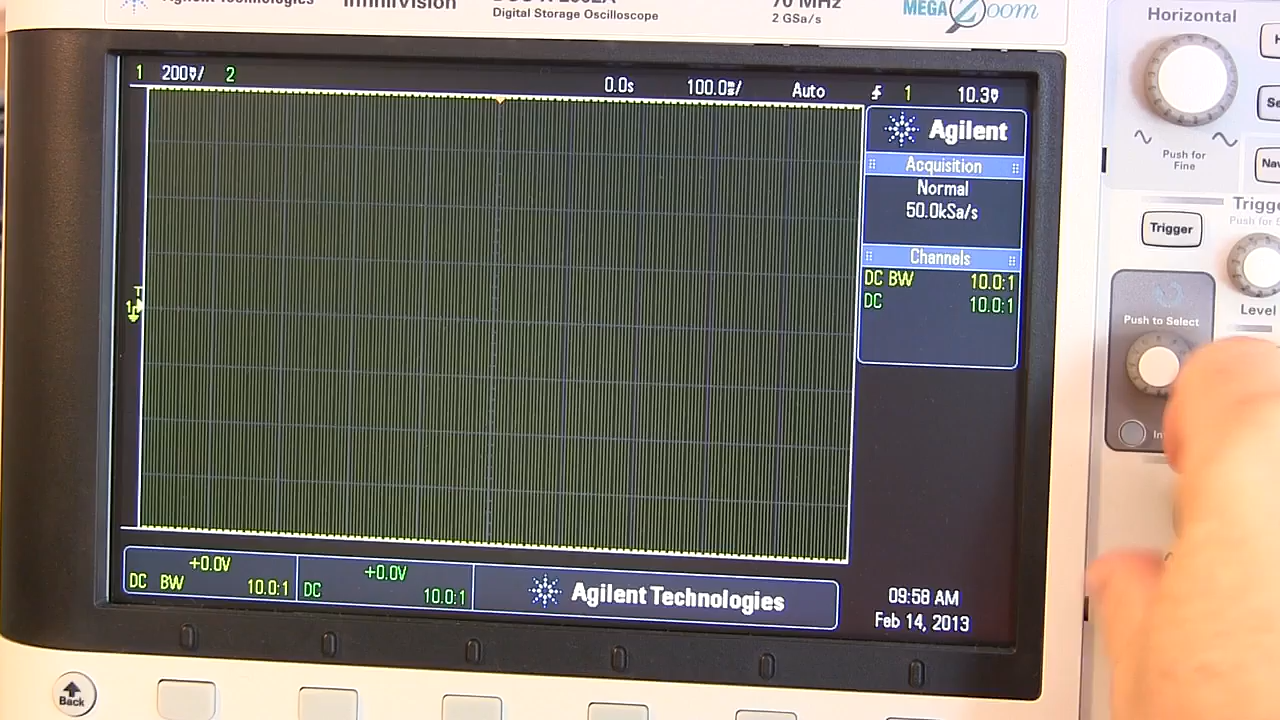 Agilent Technologies
InfiniiVision
Digital Storage Oscilloscope
70 MHz
2 GSa/s
MEGA Zoom
Horizontal
Push for
Fine
1 200V/ 2 0.0s 100.0ms/ Auto 1 10.3V
Agilent
Acquisition
Normal
50.0kSa/s
Channels
DC BW 10.0:1
DC 10.0:1
Trigger
Push to Select
Level
T
1
+0.0V
DC BW 10.0:1
+0.0V
DC 10.0:1
Agilent Technologies
09:58 AM
Feb 14, 2013
Back